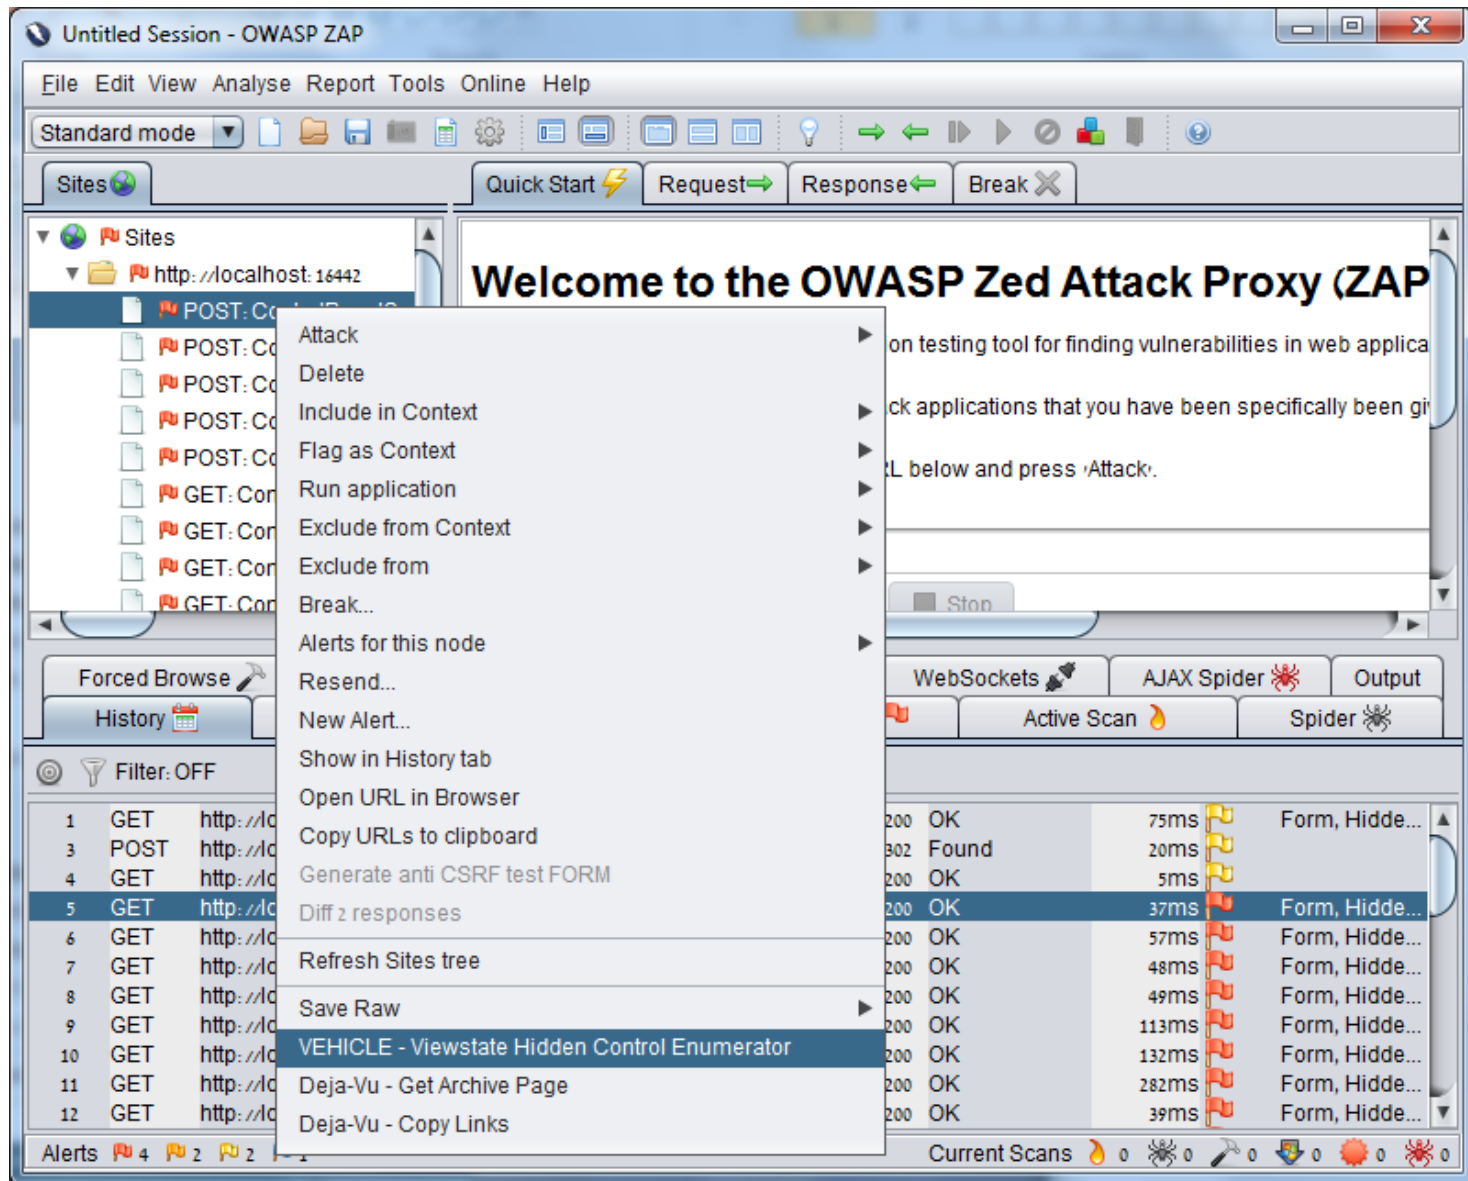 Untitled Session - OWASP ZAP
File Edit View Analyse Report Tools Online Help
Standard mode
Sites
Quick Start Request Response Break
Sites
http://localhost:16442
POST:
POST:
POST:
POST:
POST:
GET:
GET:
GET:
GET:
Welcome to the OWASP Zed Attack Proxy (ZAP
on testing tool for finding vulnerabilities in web applica
ck applications that you have been specifically been gi
RL below and press 'Attack'.
Stop
Attack
Delete
Include in Context
Flag as Context
Run application
Exclude from Context
Exclude from
Break...
Alerts for this node
Resend...
New Alert...
Show in History tab
Open URL in Browser
Copy URLs to clipboard
Generate anti CSRF test FORM
Diff 2 responses
Refresh Sites tree
Save Raw
VEHICLE - Viewstate Hidden Control Enumerator
Deja-Vu - Get Archive Page
Deja-Vu - Copy Links
Forced Browse WebSockets AJAX Spider Output
History Active Scan Spider
Filter: OFF
1 GET http://lo 200 OK 75ms Form, Hidde...
3 POST http://lo 302 Found 20ms
4 GET http://lo 200 OK 5ms
5 GET http://lo 200 OK 37ms Form, Hidde...
6 GET http://lo 200 OK 57ms Form, Hidde...
7 GET http://lo 200 OK 48ms Form, Hidde...
8 GET http://lo 200 OK 49ms Form, Hidde...
9 GET http://lo 200 OK 113ms Form, Hidde...
10 GET http://lo 200 OK 132ms Form, Hidde...
11 GET http://lo 200 OK 282ms Form, Hidde...
12 GET http://lo 200 OK 39ms Form, Hidde...
Alerts 4 2 2 1 Current Scans 0 0 0 0 0 0